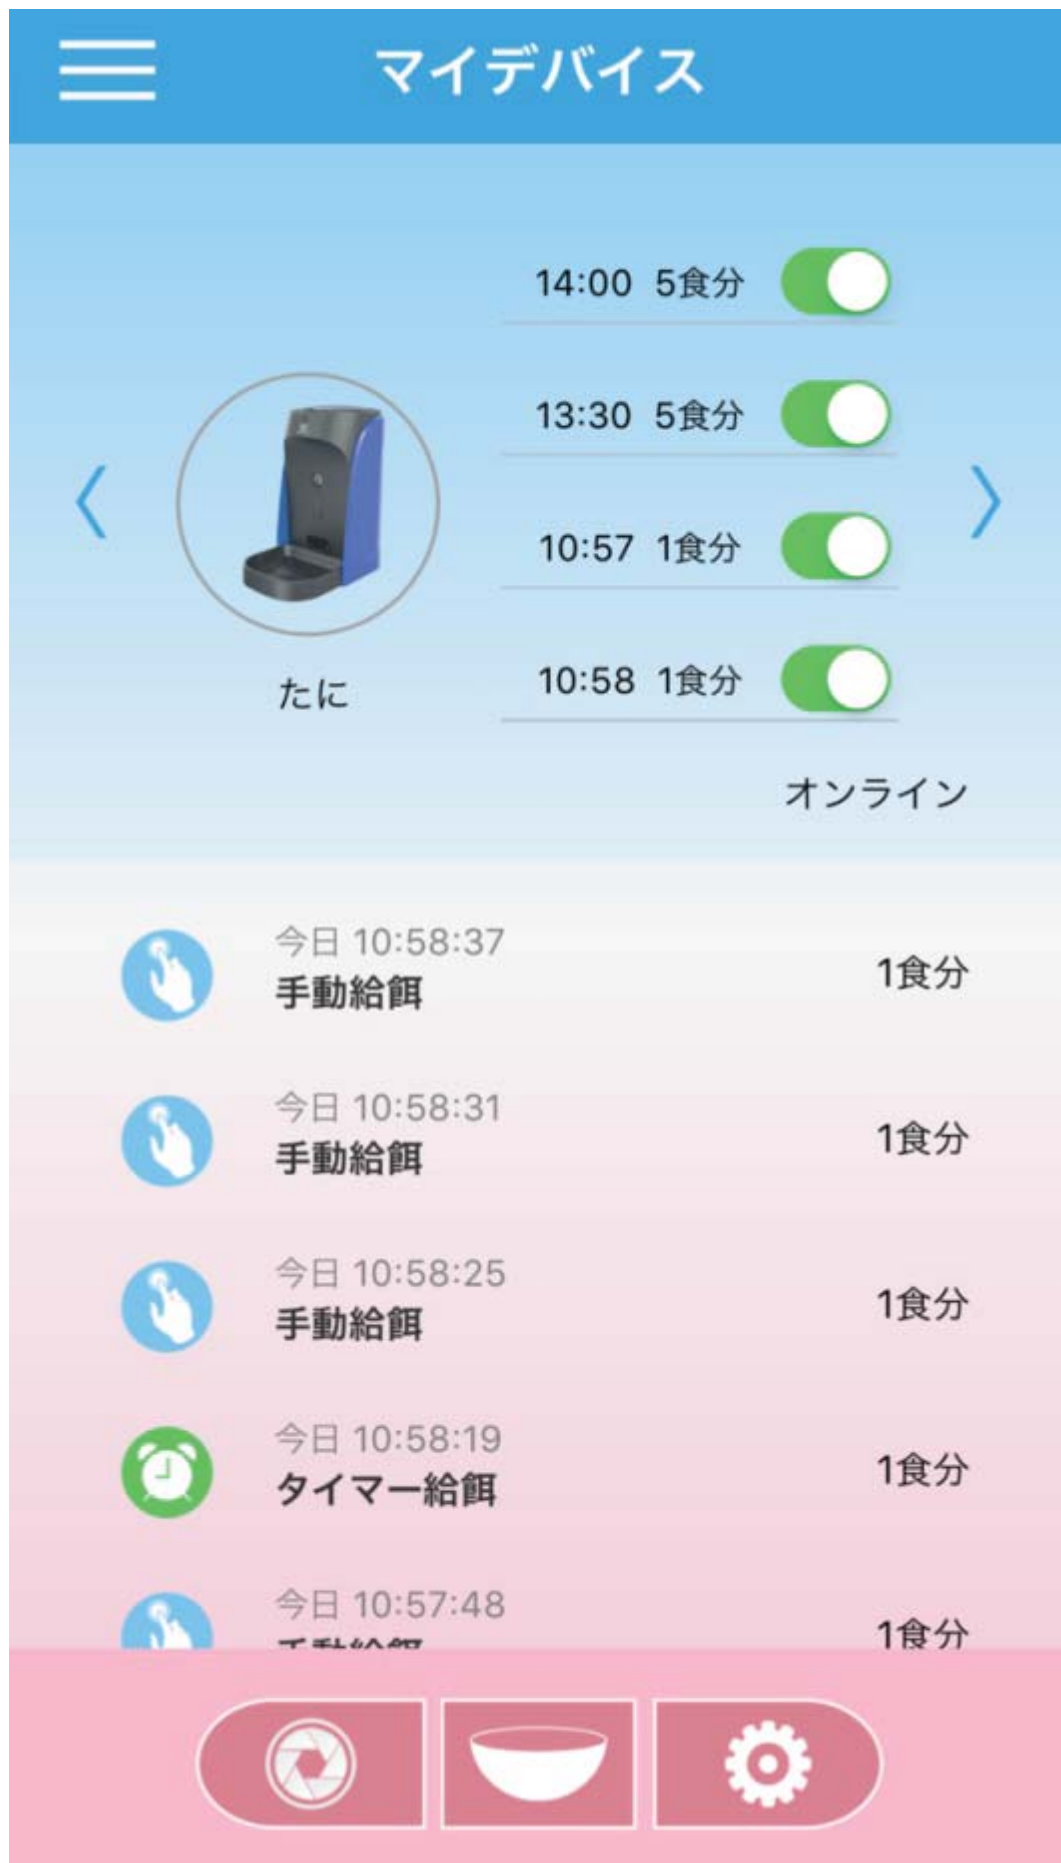 マイデバイス
14:00 5食分
13:30 5食分
10:57 1食分
10:58 1食分
たに
オンライン
今日 10:58:37
手動給餌
1食分
今日 10:58:31
手動給餌
1食分
今日 10:58:25
手動給餌
1食分
今日 10:58:19
タイマー給餌
1食分
今日 10:57:48
手動給餌
1食分